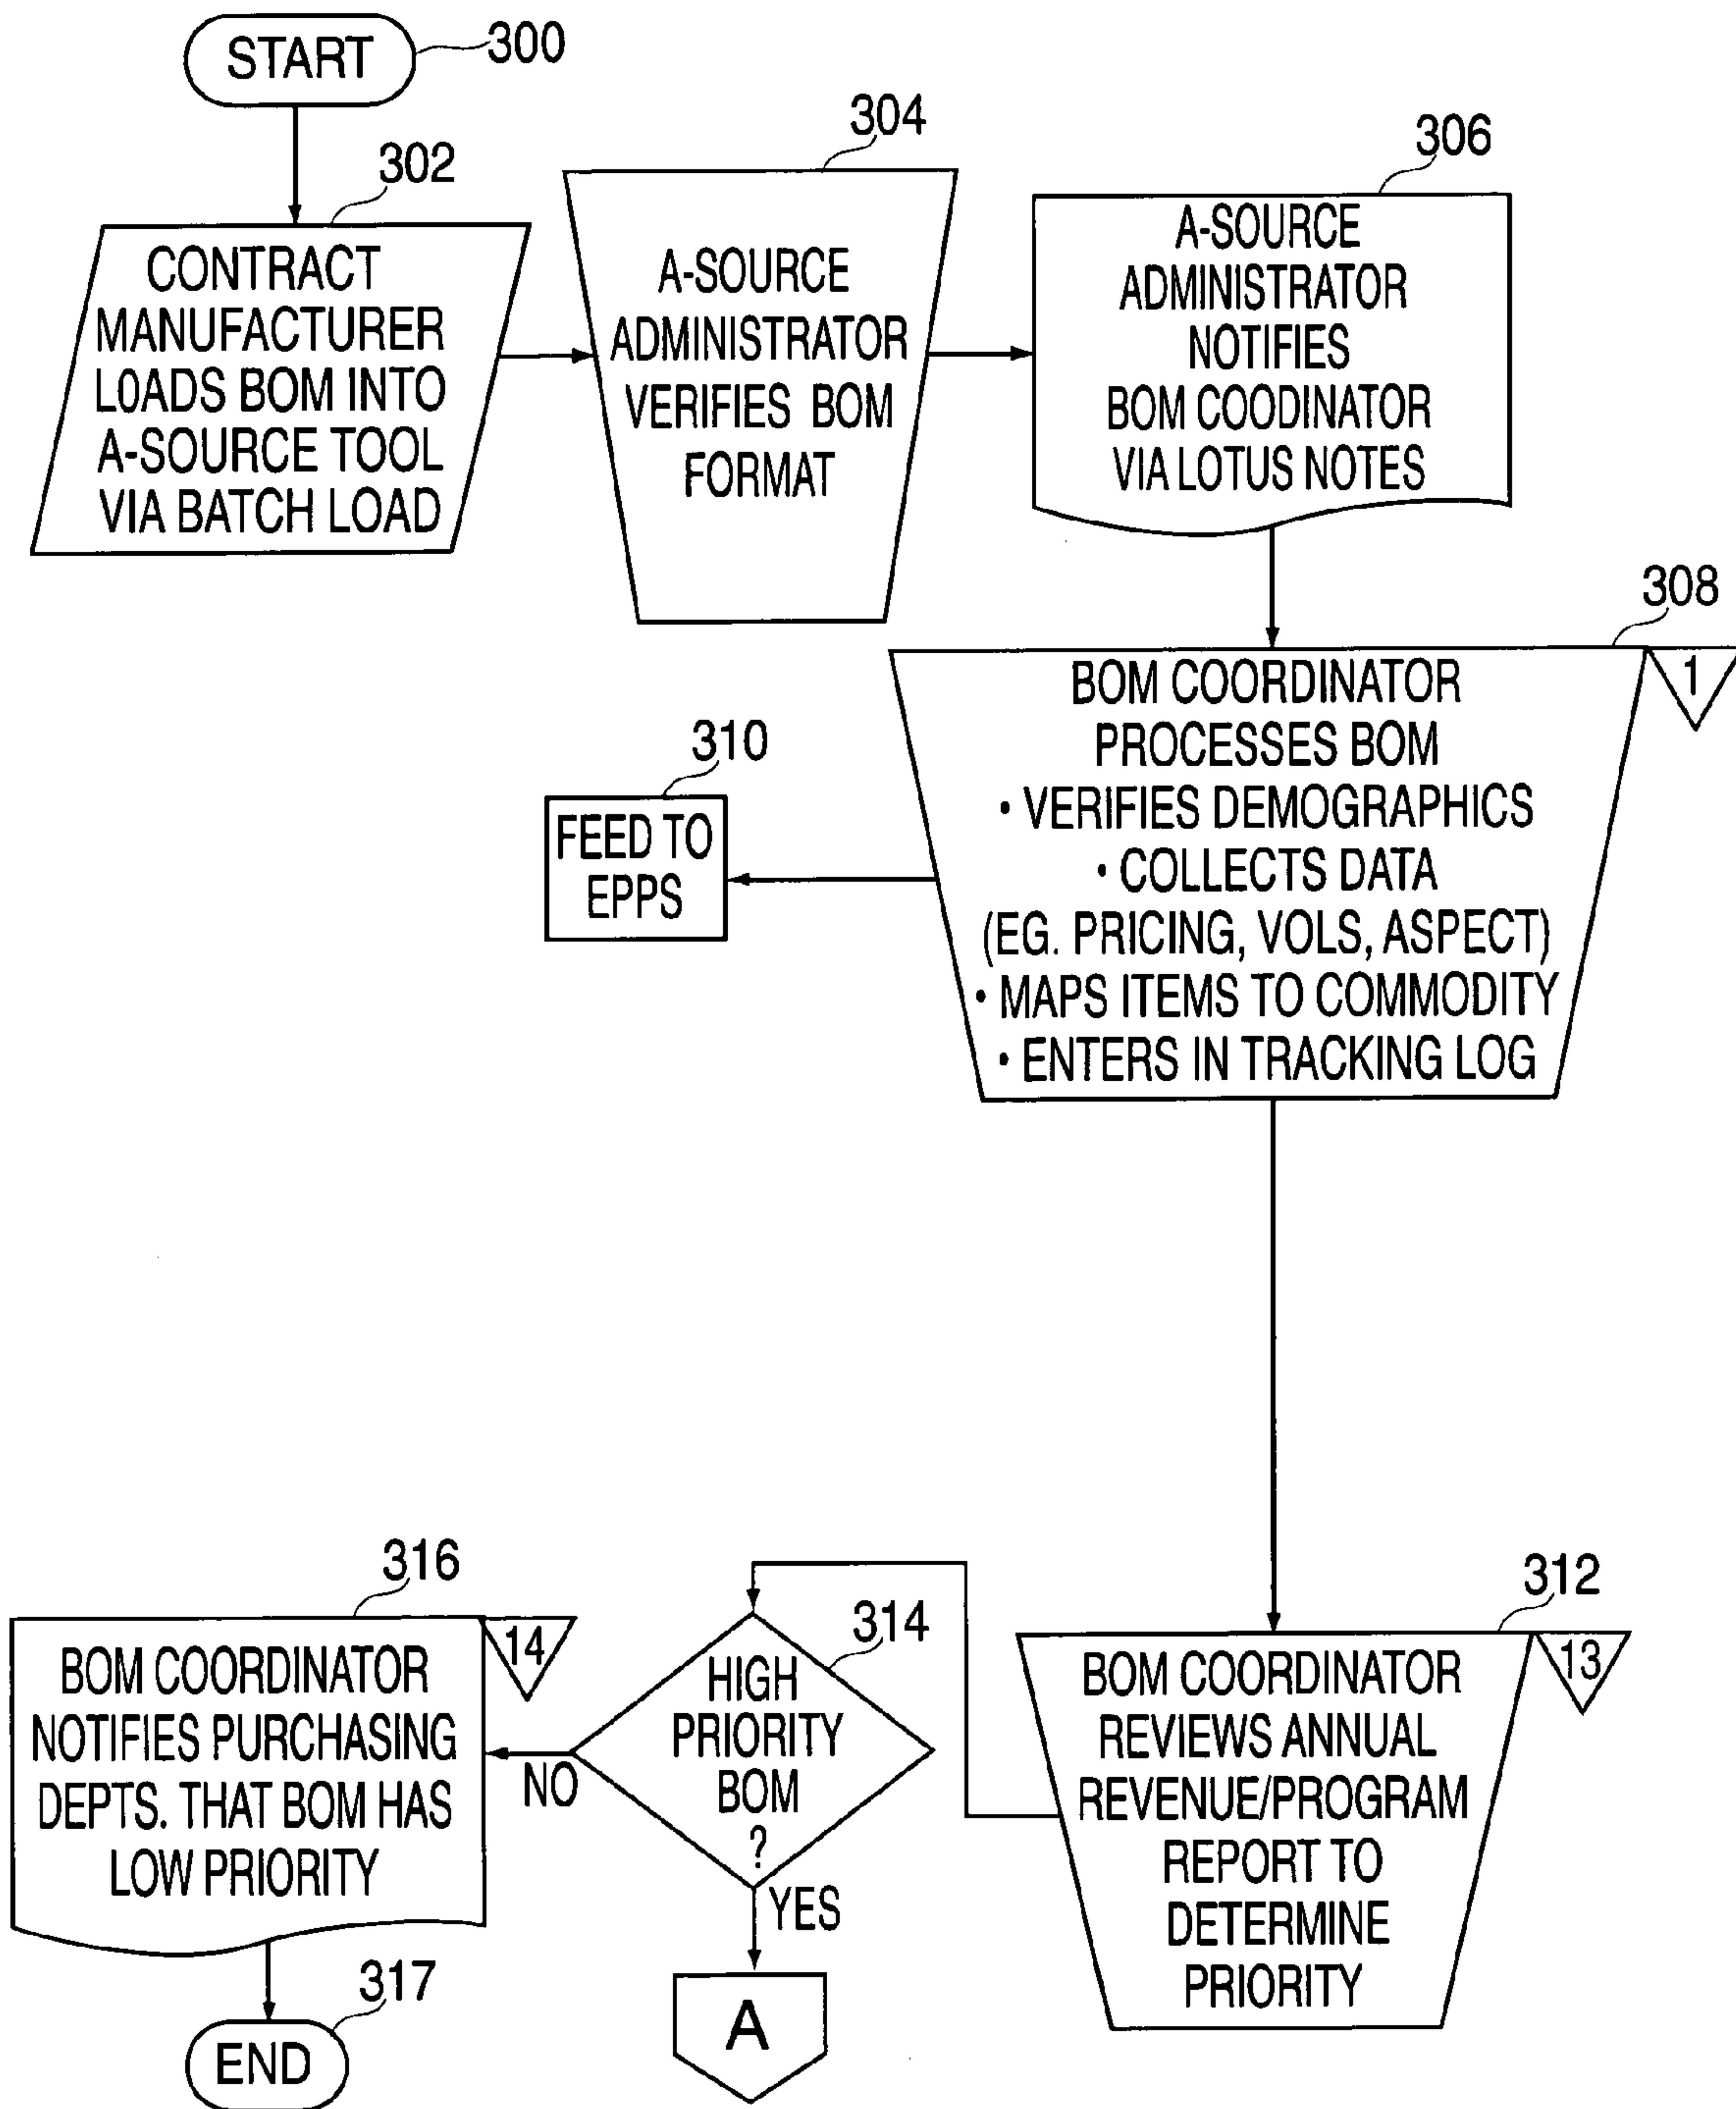 START
300
302
CONTRACT
MANUFACTURER
LOADS BOM INTO
A-SOURCE TOOL
VIA BATCH LOAD
304
A-SOURCE
ADMINISTRATOR
VERIFIES BOM
FORMAT
306
A-SOURCE
ADMINISTRATOR
NOTIFIES
BOM COODINATOR
VIA LOTUS NOTES
308
1
BOM COORDINATOR
PROCESSES BOM
• VERIFIES DEMOGRAPHICS
• COLLECTS DATA
(EG. PRICING, VOLS, ASPECT)
• MAPS ITEMS TO COMMODITY
• ENTERS IN TRACKING LOG
310
FEED TO
EPPS
312
13
BOM COORDINATOR
REVIEWS ANNUAL
REVENUE/PROGRAM
REPORT TO
DETERMINE
PRIORITY
314
HIGH
PRIORITY
BOM
?
NO
YES
A
316
14
BOM COORDINATOR
NOTIFIES PURCHASING
DEPTS. THAT BOM HAS
LOW PRIORITY
317
END